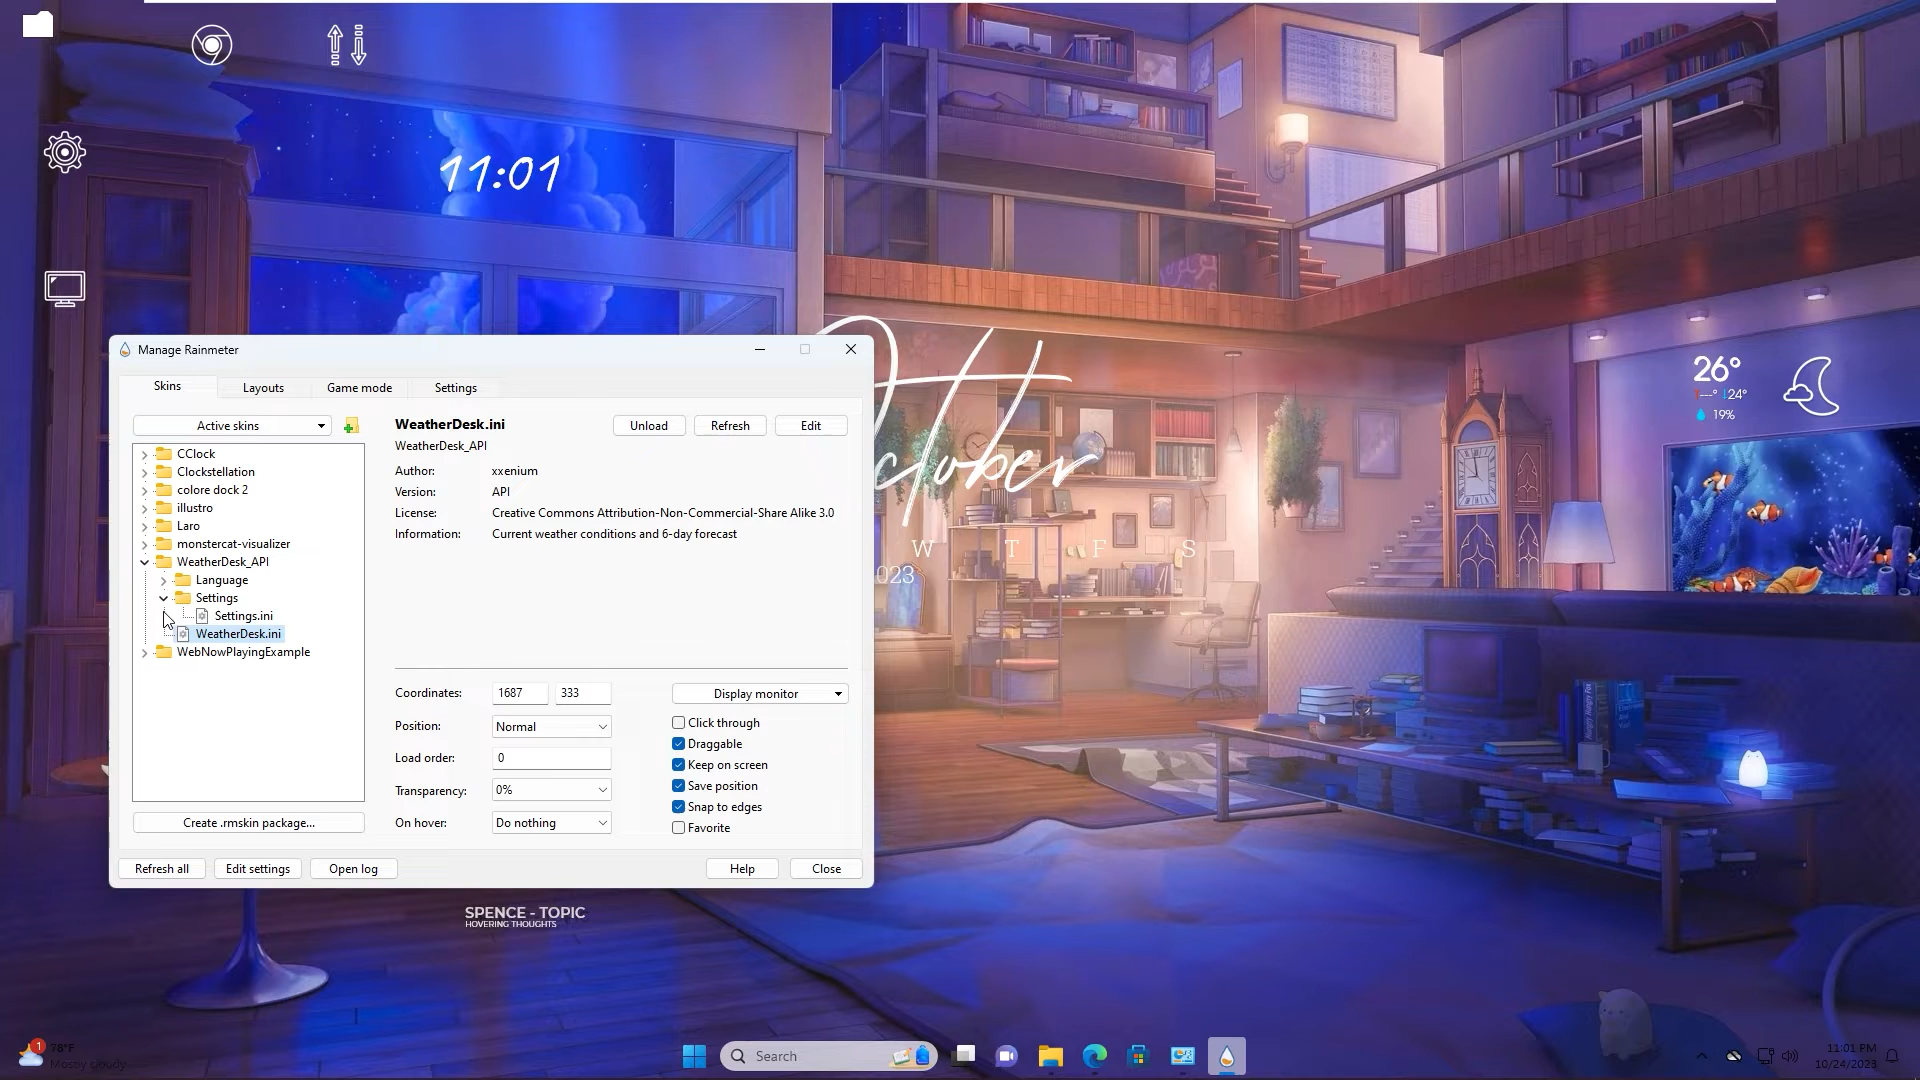 11:01
October
W T F S
023
26°
24°
19%
Manage Rainmeter
Skins
Layouts
Game mode
Settings
Active skins
CClock
Clockstellation
colore dock 2
illustro
Laro
monstercat-visualizer
WeatherDesk_API
Language
Settings
Settings.ini
WeatherDesk.ini
WebNowPlayingExample
Create .rmskin package...
WeatherDesk.ini
Unload
Refresh
Edit
WeatherDesk_API
Author: xxenium
Version: API
License: Creative Commons Attribution-Non-Commercial-Share Alike 3.0
Information: Current weather conditions and 6-day forecast
Coordinates: 1687 333
Display monitor
Position: Normal
Load order: 0
Transparency: 0%
On hover: Do nothing
Click through
Draggable
Keep on screen
Save position
Snap to edges
Favorite
Refresh all
Edit settings
Open log
Help
Close
SPENCE - TOPIC
HOVERING THOUGHTS
1
78°F
Mostly cloudy
Search
11:01 PM
10/24/2023